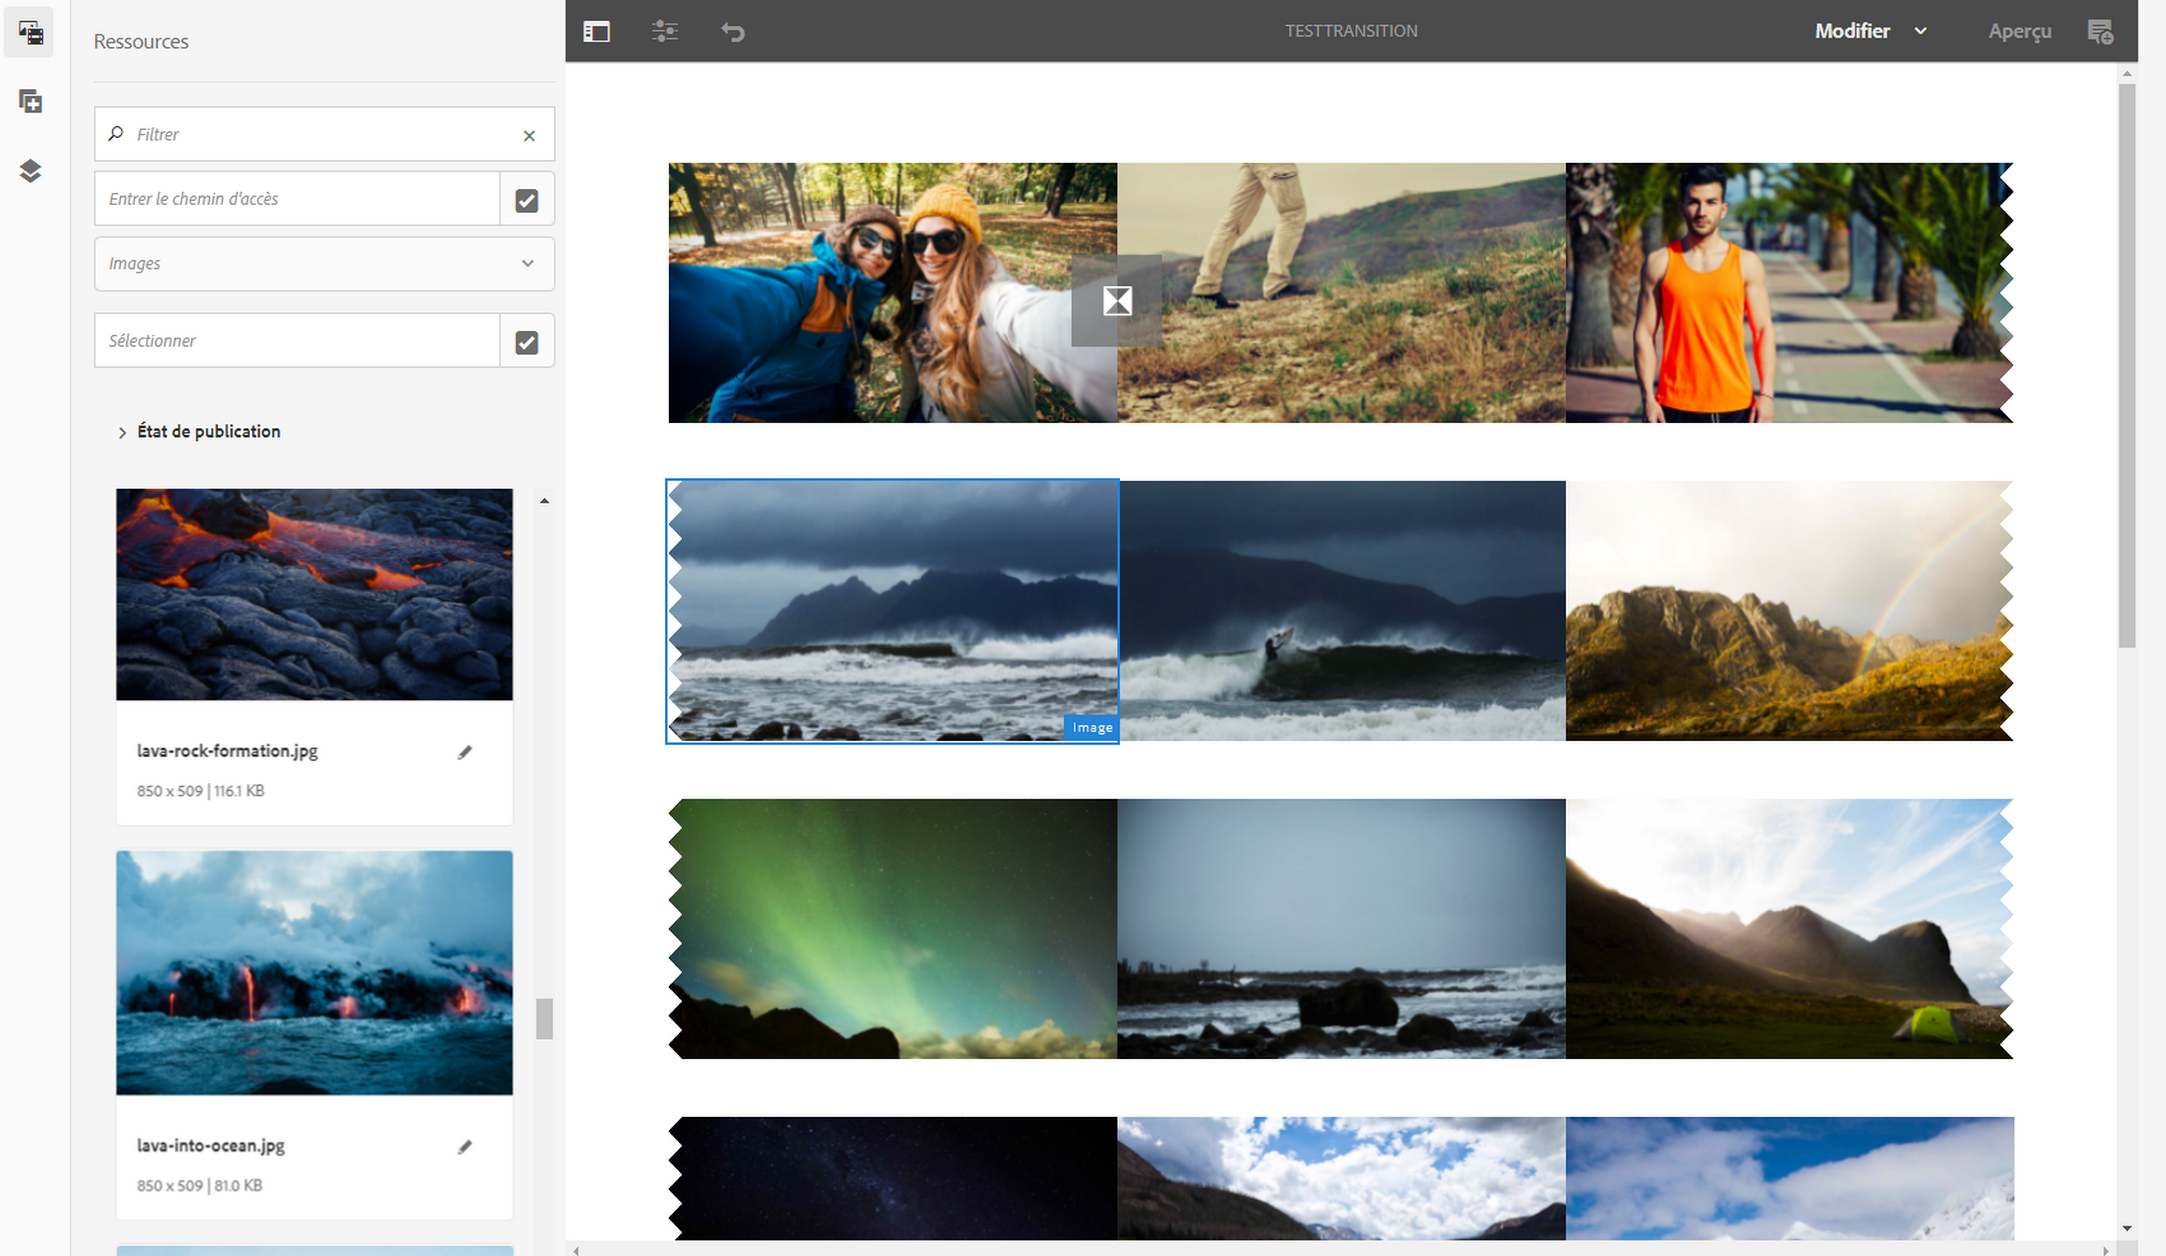 Ressources
Filtrer
Entrer le chemin d'accès
Images
Sélectionner
État de publication
lava-rock-formation.jpg
850 x 509 | 116.1 KB
lava-into-ocean.jpg
850 x 509 | 81.0 KB
TESTTRANSITION
Modifier
Aperçu
Image